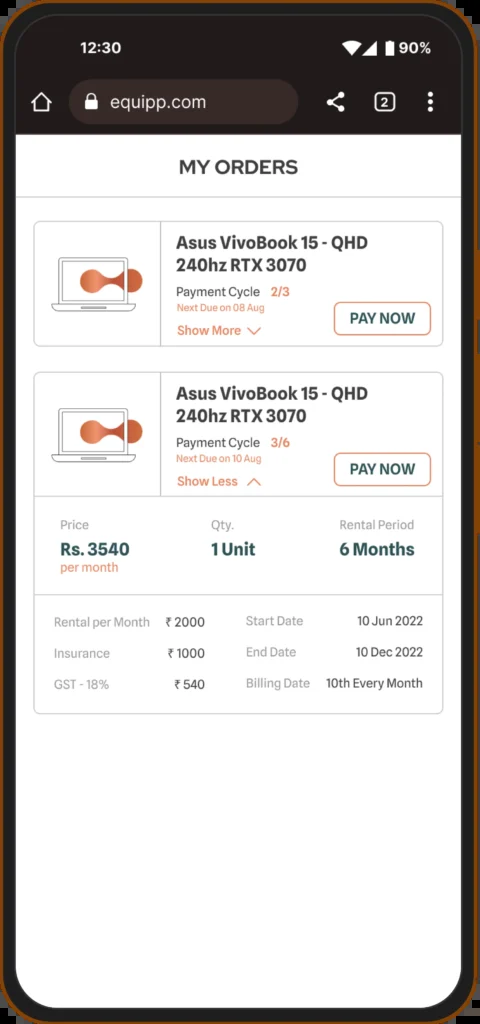 12:30
90%
equipp.com
2
MY ORDERS
Asus VivoBook 15 - QHD
240hz RTX 3070
Payment Cycle 2/3
Next Due on 08 Aug
Show More
PAY NOW
Asus VivoBook 15 - QHD
240hz RTX 3070
Payment Cycle 3/6
Next Due on 10 Aug
Show Less
PAY NOW
Price Qty. Rental Period
Rs. 3540 1 Unit 6 Months
per month
Rental per Month ₹ 2000 Start Date 10 Jun 2022
Insurance ₹ 1000 End Date 10 Dec 2022
GST - 18% ₹ 540 Billing Date 10th Every Month